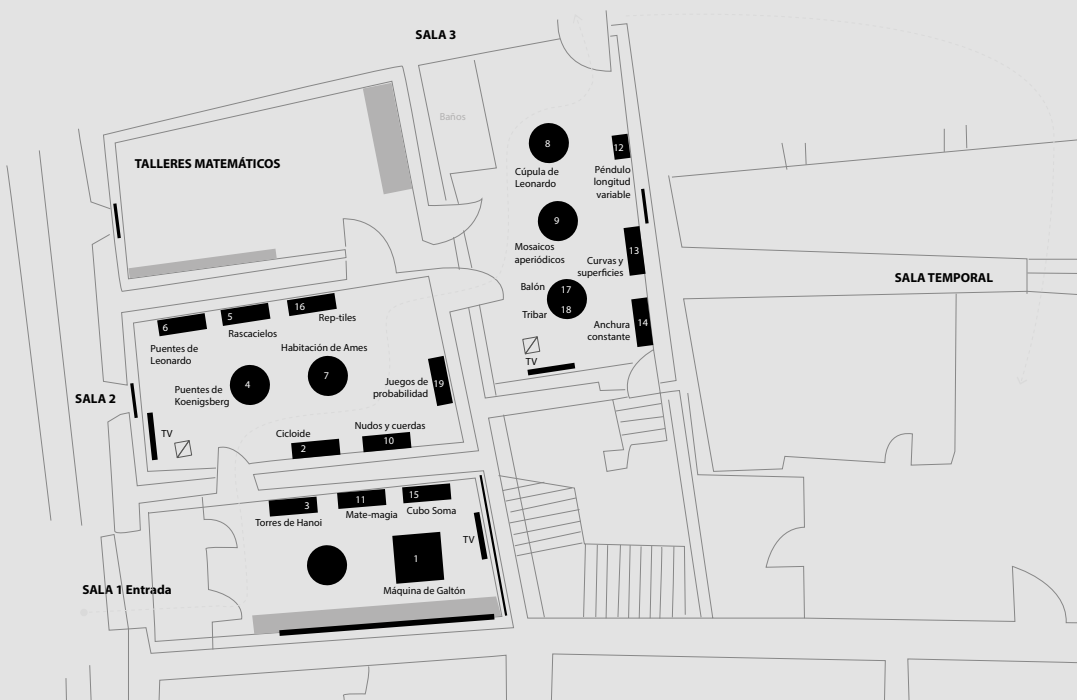 SALA 3
Baños
TALLERES MATEMÁTICOS
8
Cúpula de
Leonardo
12
Péndulo
longitud
variable
9
Mosaicos
aperiódicos
13
Curvas y
superficies
SALA TEMPORAL
Balón
17
Tribar
18
14
Anchura
constante
TV
6
Puentes de
Leonardo
5
Rascacielos
16
Rep-tiles
Habitación de Ames
7
4
Puentes de
Koenigsberg
Juegos de
probabilidad
19
SALA 2
TV
Cicloide
2
Nudos y cuerdas
10
3
Torres de Hanoi
11
Mate-magia
15
Cubo Soma
TV
1
Máquina de Galtón
SALA 1 Entrada